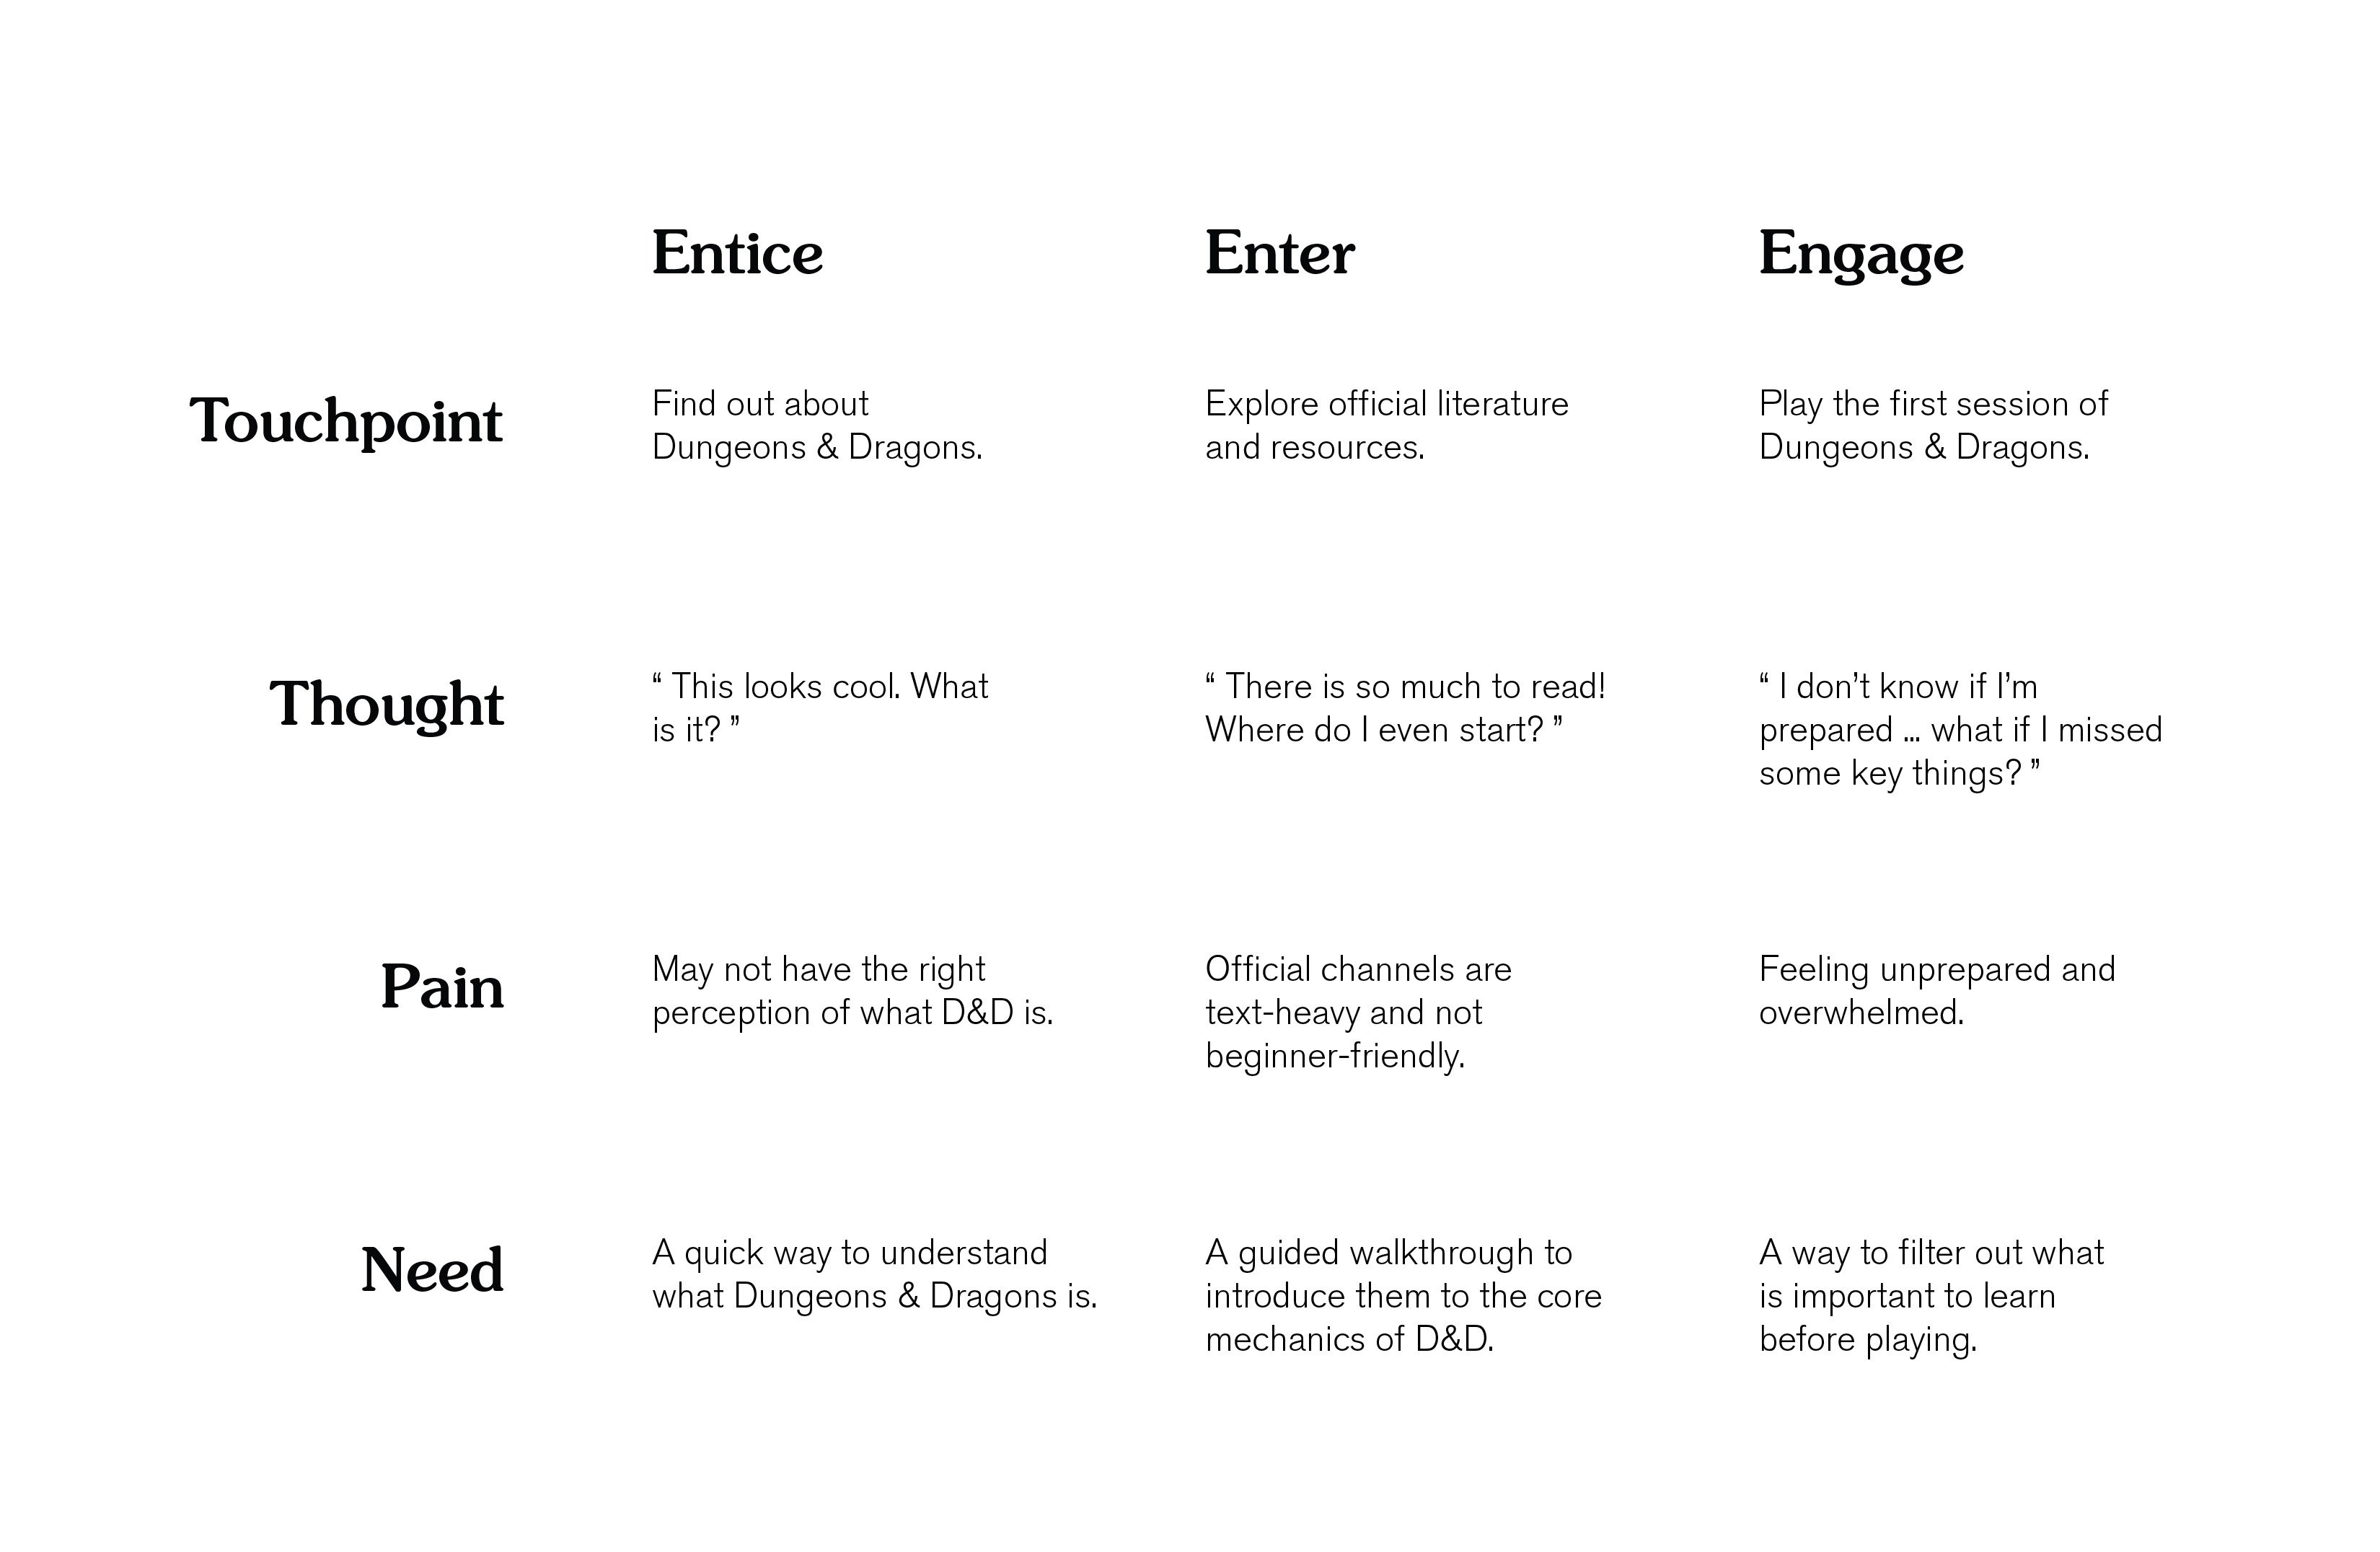 Entice
Enter
Engage
Touchpoint
Find out about
Dungeons & Dragons.
Explore official literature
and resources.
Play the first session of
Dungeons & Dragons.
Thought
“ This looks cool. What
is it? ”
“ There is so much to read!
Where do I even start? ”
“ I don’t know if I’m
prepared ... what if I missed
some key things? ”
Pain
May not have the right
perception of what D&D is.
Official channels are
text-heavy and not
beginner-friendly.
Feeling unprepared and
overwhelmed.
Need
A quick way to understand
what Dungeons & Dragons is.
A guided walkthrough to
introduce them to the core
mechanics of D&D.
A way to filter out what
is important to learn
before playing.